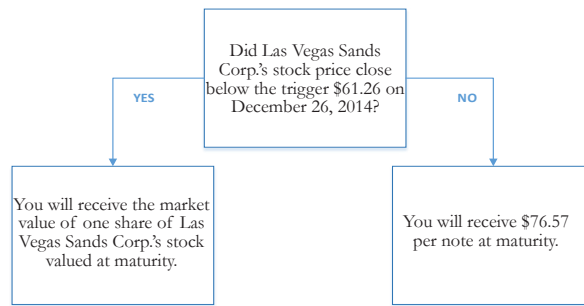 Did Las Vegas Sands
Corp.'s stock price close
below the trigger $61.26 on
December 26, 2014?
YES
NO
You will receive the market
value of one share of Las
Vegas Sands Corp.'s stock
valued at maturity.
You will receive $76.57
per note at maturity.